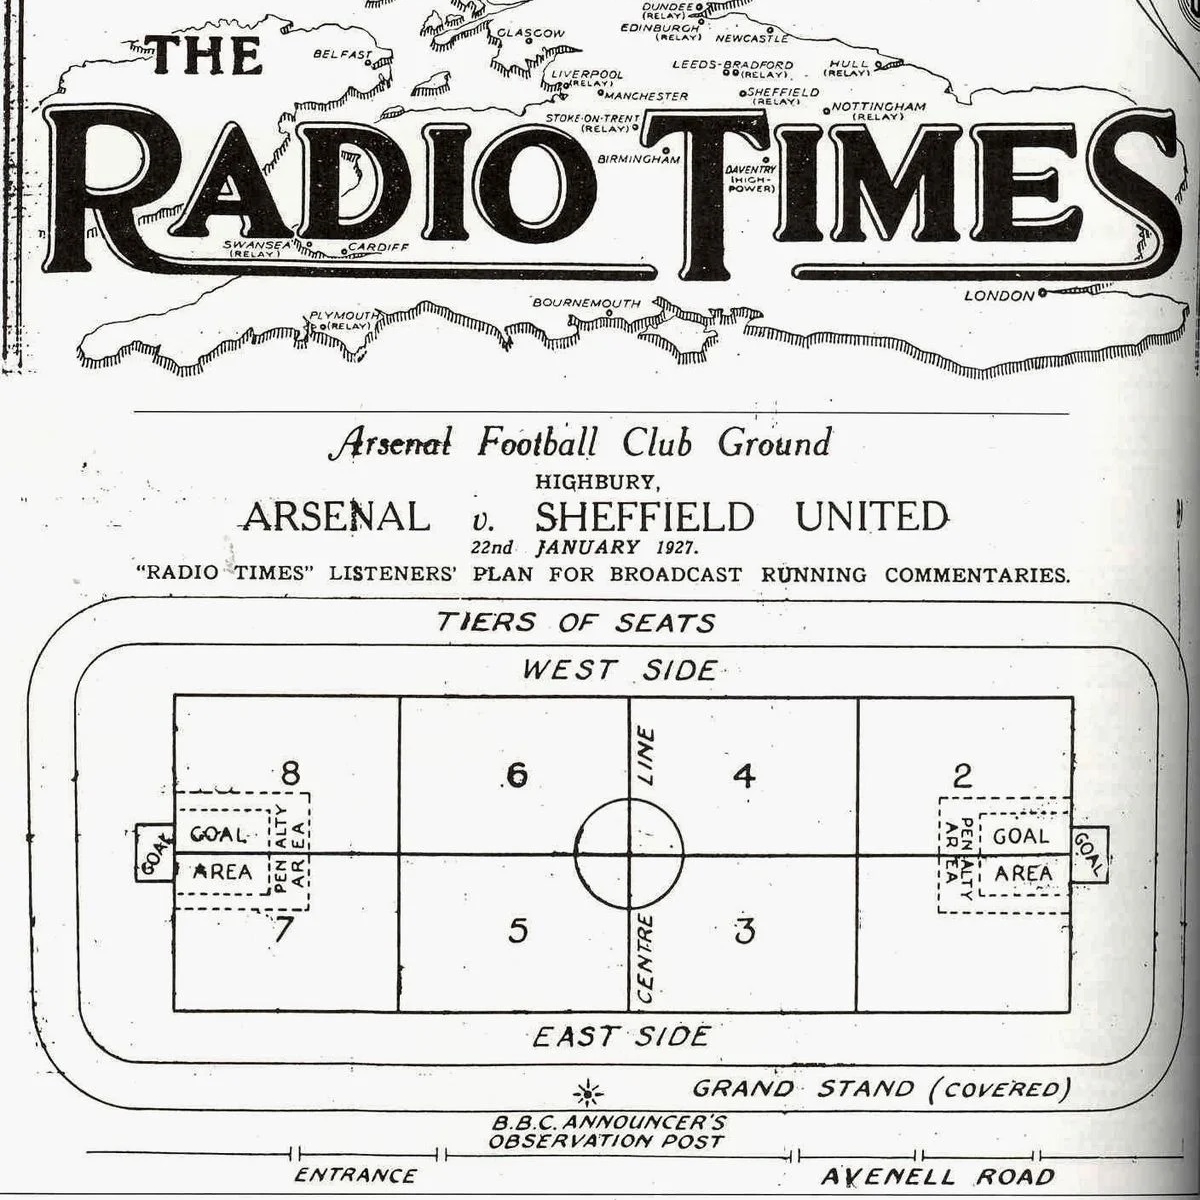 DUNDEE
(RELAY)
EDINBURGH
(RELAY)
GLASGOW
NEWCASTLE
THE
BELFAST
LEEDS-BRADFORD
(RELAY)
HULL
(RELAY)
LIVERPOOL
(RELAY)
MANCHESTER
SHEFFIELD
(RELAY)
NOTTINGHAM
(RELAY)
STOKE-ON-TRENT
(RELAY)
BIRMINGHAM
DAVENTRY
(HIGH-
POWER)
RADIO TIMES
SWANSEA
(RELAY)
CARDIFF
LONDON
BOURNEMOUTH
PLYMOUTH
(RELAY)
Arsenal Football Club Ground
HIGHBURY,
ARSENAL v. SHEFFIELD UNITED
22nd JANUARY 1927.
"RADIO TIMES" LISTENERS' PLAN FOR BROADCAST RUNNING COMMENTARIES.
TIERS OF SEATS
WEST SIDE
8 6 4 2
CENTRE LINE
GOAL
GOAL
AREA
PENALTY
AREA
PENALTY
AREA
GOAL
AREA
GOAL
7 5 3
EAST SIDE
GRAND STAND (COVERED)
B.B.C. ANNOUNCER'S
OBSERVATION POST
ENTRANCE
AVENELL ROAD